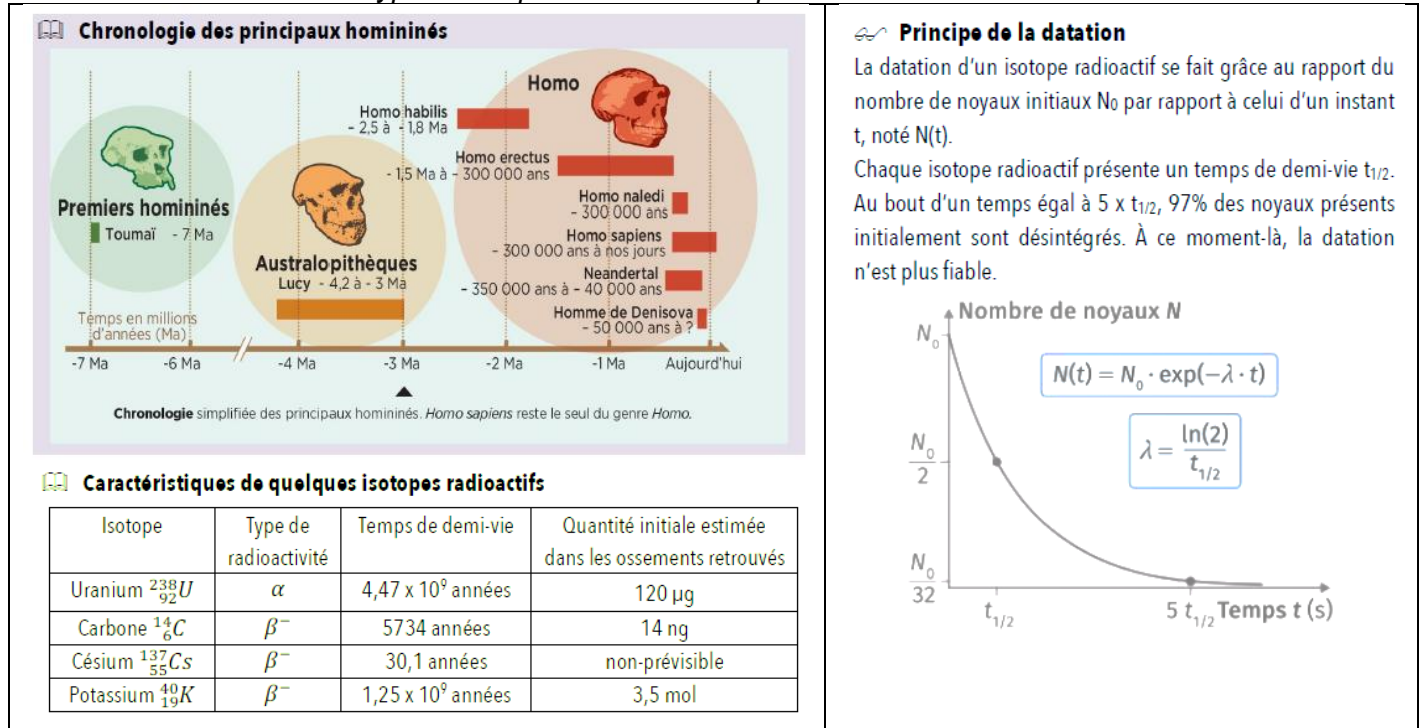 Chronologie des principaux homininés
Homo
Homo habilis
- 2,5 à - 1,8 Ma
Homo erectus
- 1,5 Ma à - 300 000 ans
Homo naledi
- 300 000 ans
Homo sapiens
- 300 000 ans à nos jours
Neandertal
- 350 000 ans à - 40 000 ans
Homme de Denisova
- 50 000 ans à ?
Premiers homininés
Toumaï - 7 Ma
Australopithèques
Lucy - 4,2 à - 3 Ma
Temps en millions
d'années (Ma)
-7 Ma -6 Ma -4 Ma -3 Ma -2 Ma -1 Ma Aujourd'hui
Chronologie simplifiée des principaux homininés. Homo sapiens reste le seul du genre Homo.
Caractéristiques de quelques isotopes radioactifs
Isotope Type de radioactivité Temps de demi-vie Quantité initiale estimée dans les ossements retrouvés
Uranium ²³⁸₉₂U α 4,47 x 10⁹ années 120 µg
Carbone ¹⁴₆C β⁻ 5734 années 14 ng
Césium ¹³⁷₅₅Cs β⁻ 30,1 années non-prévisible
Potassium ⁴⁰₁₉K β⁻ 1,25 x 10⁹ années 3,5 mol
Principe de la datation
La datation d'un isotope radioactif se fait grâce au rapport du
nombre de noyaux initiaux N₀ par rapport à celui d'un instant
t, noté N(t).
Chaque isotope radioactif présente un temps de demi-vie t₁/₂.
Au bout d'un temps égal à 5 x t₁/₂, 97% des noyaux présents
initialement sont désintégrés. À ce moment-là, la datation
n'est plus fiable.
Nombre de noyaux N
N₀
N(t) = N₀ · exp(−λ · t)
λ = ln(2) / t₁/₂
N₀/2
N₀/32
t₁/₂ 5 t₁/₂ Temps t (s)